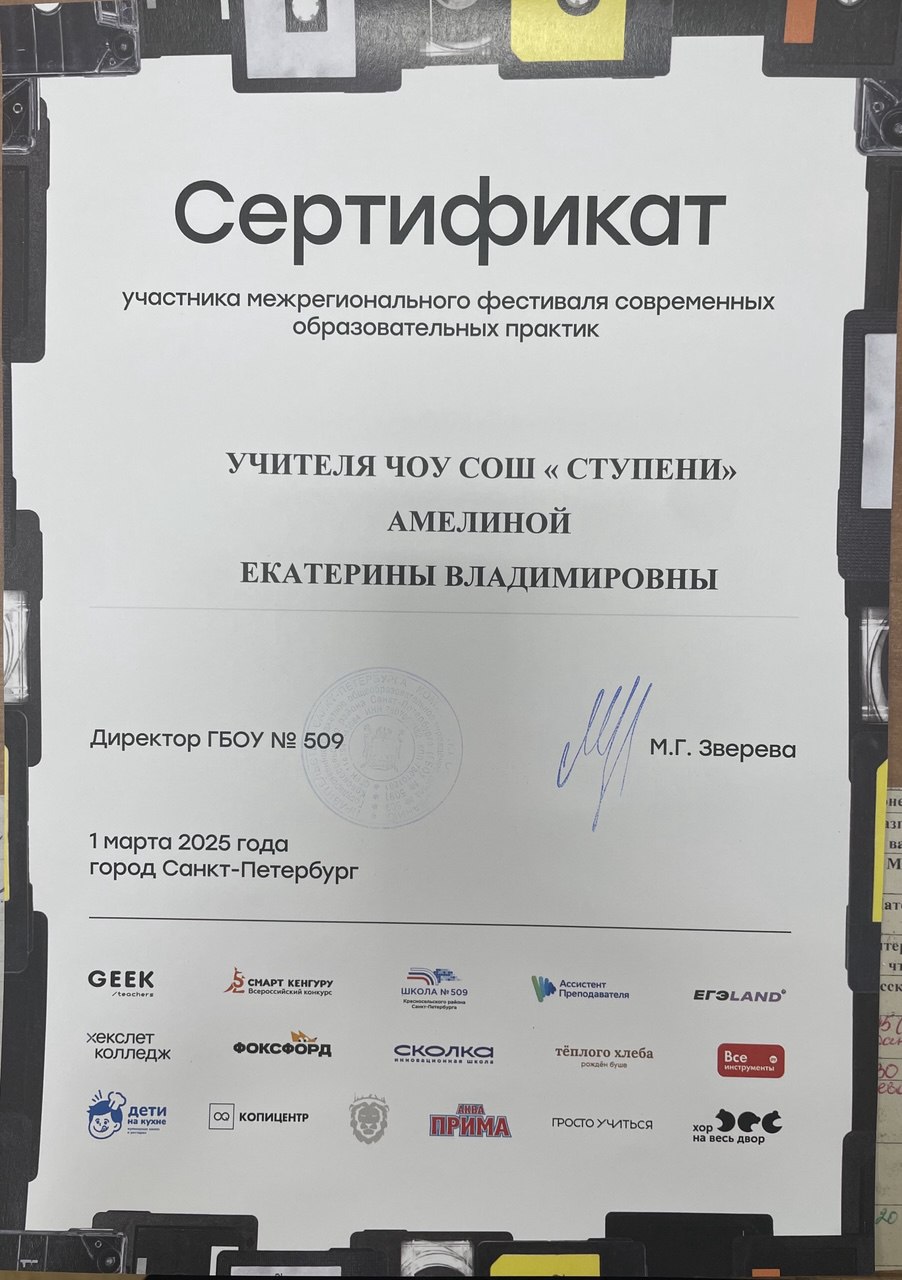 Сертификат
участника межрегионального фестиваля современных
образовательных практик
УЧИТЕЛЯ ЧОУ СОШ « СТУПЕНИ»
АМЕЛИНОЙ
ЕКАТЕРИНЫ ВЛАДИМИРОВНЫ
Директор ГБОУ № 509
М.Г. Зверева
1 марта 2025 года
город Санкт-Петербург
GEEK
/teachers
СМАРТ КЕНГУРУ
Всероссийский конкурс
ШКОЛА №509
Красносельского района
Санкт-Петербурга
Ассистент
Преподавателя
ЕГЭLAND
хекслет
колледж
ФОКСФОРД
СКОЛКА
инновационная школа
тёплого хлеба
рождён буше
Все
инструменты
дети
на кухне
КОПИЦЕНТР
АКВА
ПРИМА
ПРОСТО УЧИТЬСЯ
хор
на весь двор